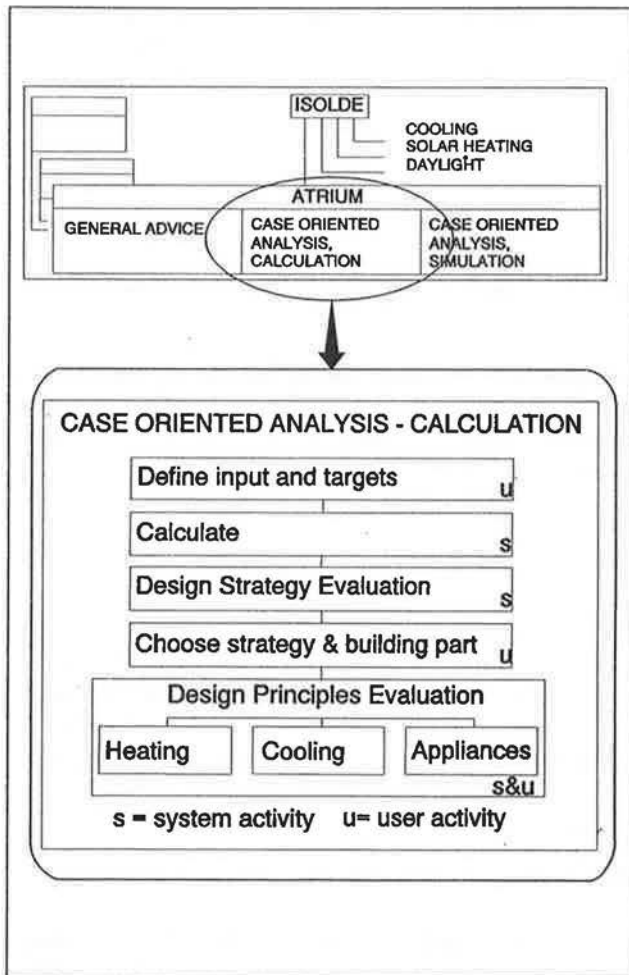 ISOLDE
COOLING
SOLAR HEATING
DAYLIGHT
ATRIUM
GENERAL ADVICE
CASE ORIENTED
ANALYSIS,
CALCULATION
CASE ORIENTED
ANALYSIS,
SIMULATION
CASE ORIENTED ANALYSIS - CALCULATION
Define input and targets u
Calculate s
Design Strategy Evaluation s
Choose strategy & building part u
Design Principles Evaluation
Heating Cooling Appliances
s&u
s = system activity u= user activity